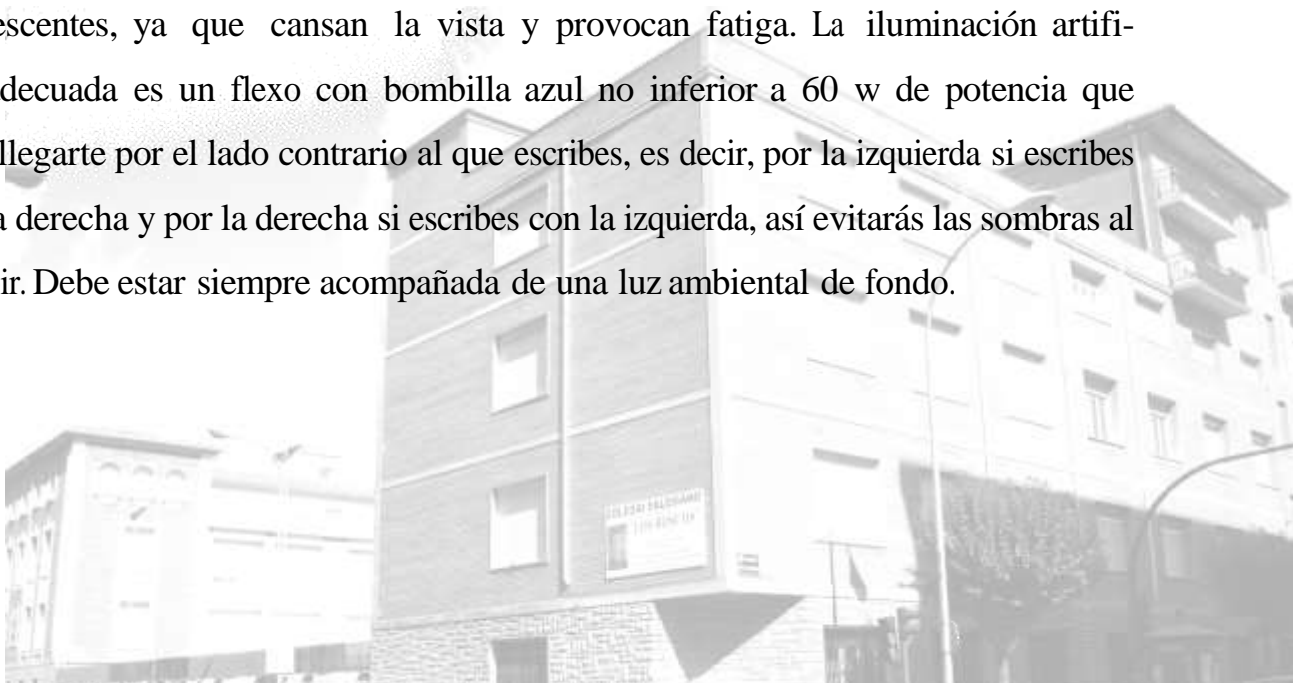 escentes, ya que cansan la vista y provocan fatiga. La iluminación artifi-
decuada es un flexo con bombilla azul no inferior a 60 w de potencia que
llegarte por el lado contrario al que escribes, es decir, por la izquierda si escribes
a derecha y por la derecha si escribes con la izquierda, así evitarás las sombras al
ir. Debe estar siempre acompañada de una luz ambiental de fondo.
COLEGIO SALESIANO